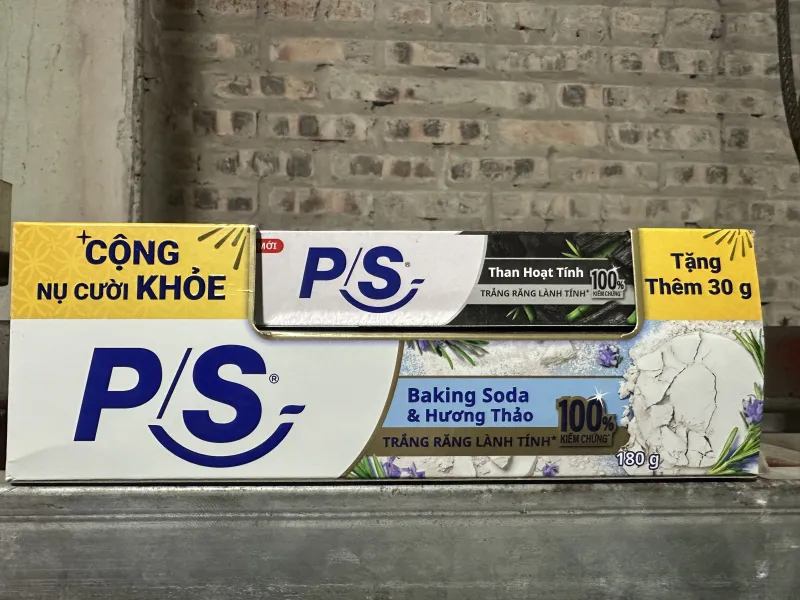 CỘNG
NỤ CƯỜI KHỎE
MỚI
P/S®
Than Hoạt Tính
TRẮNG RĂNG LÀNH TÍNH*
100%
KIỂM CHỨNG*
Tặng
Thêm 30 g
P/S®
Baking Soda
& Hương Thảo
TRẮNG RĂNG LÀNH TÍNH*
100%
KIỂM CHỨNG*
180 g